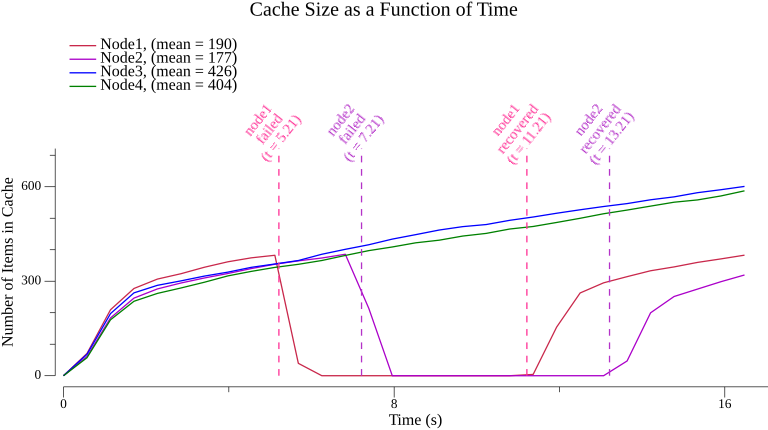 Cache Size as a Function of Time
Node1, (mean = 190)
Node2, (mean = 177)
Node3, (mean = 426)
Node4, (mean = 404)
node1
failed
(t = 5.21)
node2
failed
(t = 7.21)
node1
recovered
(t = 11.21)
node2
recovered
(t = 13.21)
Number of Items in Cache
600
300
0
0
8
16
Time (s)